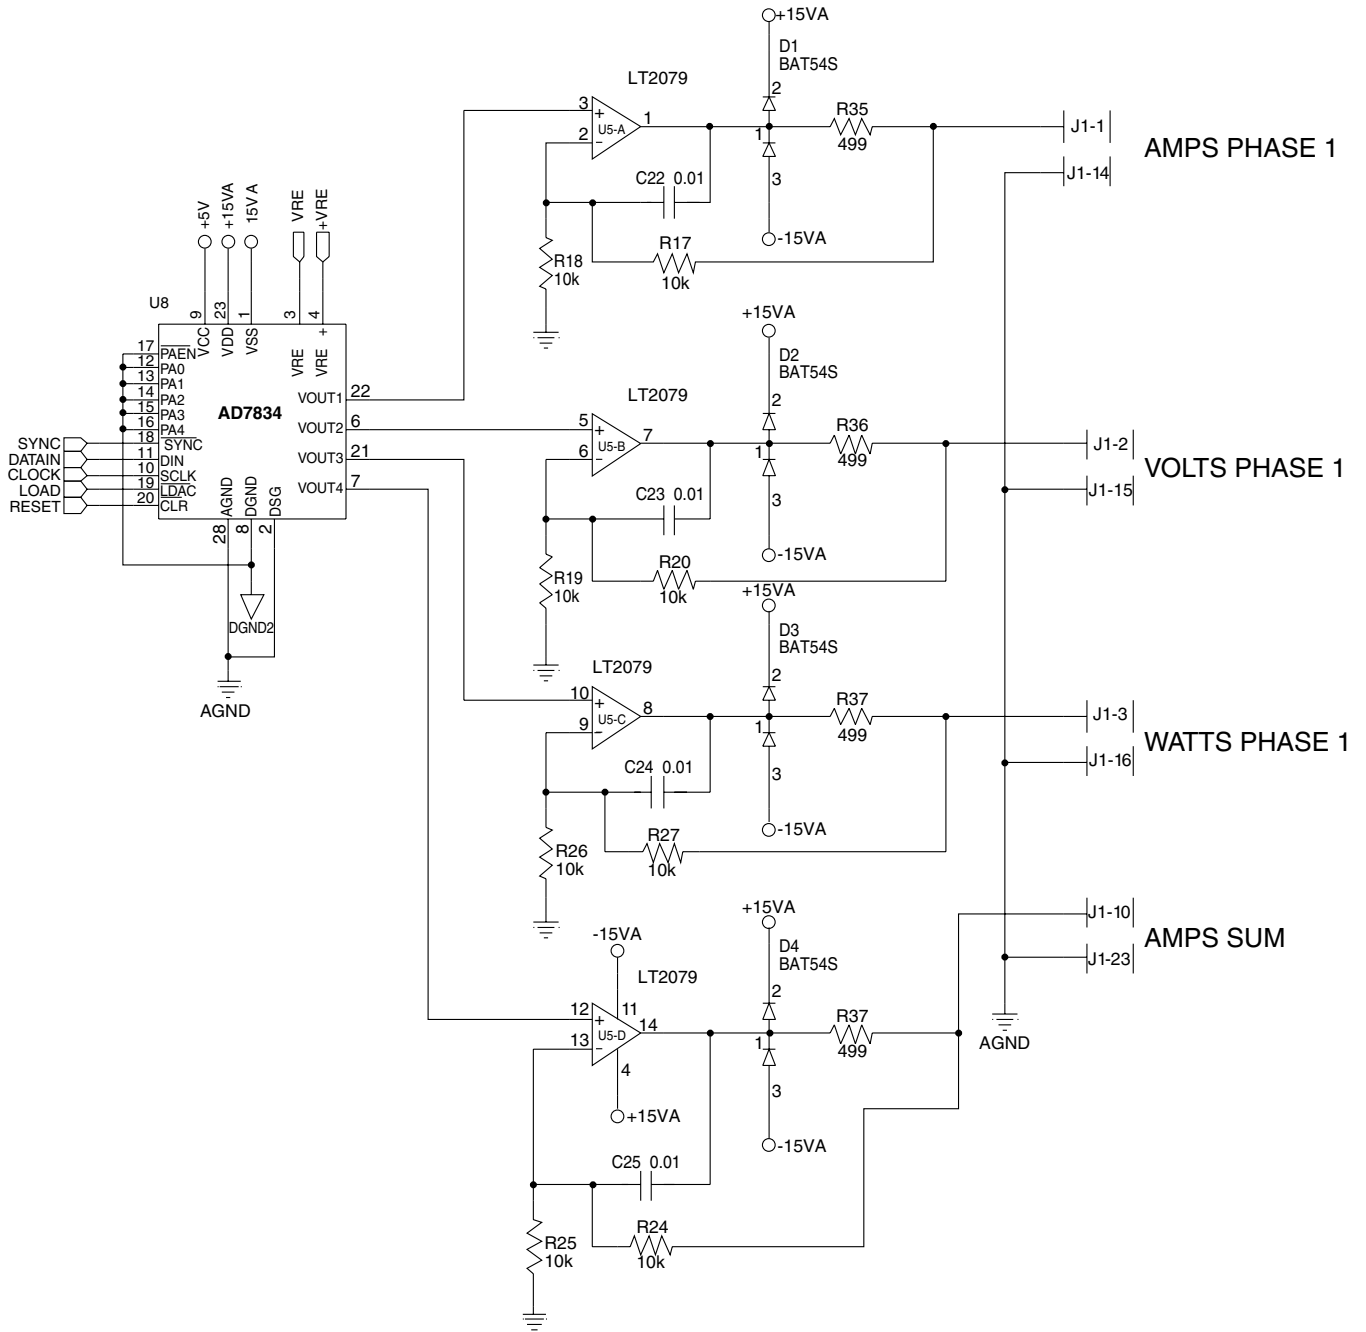 +15VA
D1
BAT54S
LT2079
2
3
+
U5-A
1
2
-
1
R35
499
J1-1
AMPS PHASE 1
J1-14
3
C22 0.01
-15VA
R17
10k
R18
10k
+5V
+15VA
15V A
VRE
+VRE
U8
9
23
1
3
4
VCC
VDD
VSS
VRE
VRE +
17 PAEN
12 PA0
13 PA1
14 PA2
15 PA3
16 PA4
SYNC 18 SYNC
DATAIN 11 DIN
CLOCK 10 SCLK
LOAD 19 LDAC
RESET 20 CLR
AD7834
VOUT1 22
VOUT2 6
VOUT3 21
VOUT4 7
AGND
DGND
DSG
28
8
2
DGND2
AGND
+15VA
D2
BAT54S
LT2079
2
5
+
U5-B
7
6
-
1
R36
499
J1-2
VOLTS PHASE 1
J1-15
3
C23 0.01
-15VA
R20
10k
R19
10k
+15VA
D3
BAT54S
LT2079
2
10
+
U5-C
8
9
-
1
R37
499
J1-3
WATTS PHASE 1
J1-16
3
C24 0.01
-15VA
R27
10k
R26
10k
+15VA
D4
BAT54S
-15VA
LT2079
J1-10
AMPS SUM
J1-23
AGND
2
11
12
+
U5-D
14
13
-
4
+15VA
1
R37
499
3
-15VA
C25 0.01
R24
10k
R25
10k